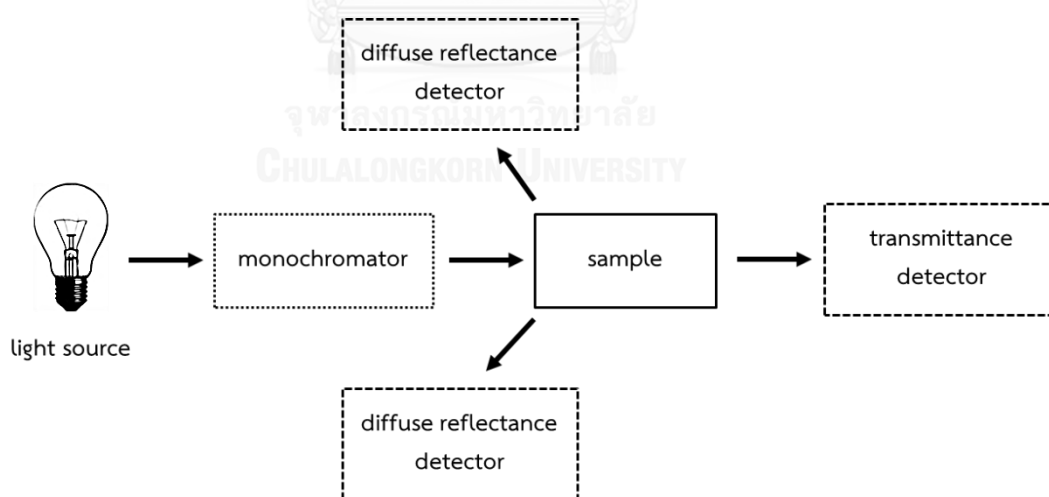 diffuse reflectance
detector
จุฬาลงกรณ์มหาวิทยาลัย
CHULALONGKORN UNIVERSITY
light source
monochromator
sample
transmittance
detector
diffuse reflectance
detector